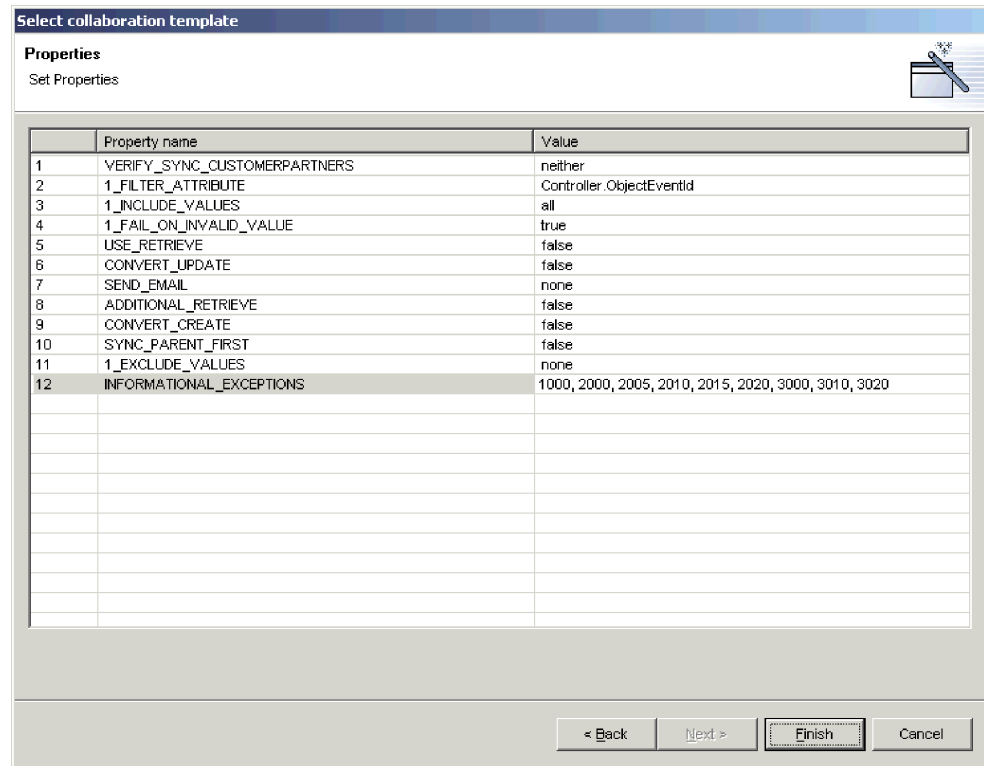 Select collaboration template
Properties
Set Properties
Property name Value
1 VERIFY_SYNC_CUSTOMERPARTNERS neither
2 1_FILTER_ATTRIBUTE Controller.ObjectEventId
3 1_INCLUDE_VALUES all
4 1_FAIL_ON_INVALID_VALUE true
5 USE_RETRIEVE false
6 CONVERT_UPDATE false
7 SEND_EMAIL none
8 ADDITIONAL_RETRIEVE false
9 CONVERT_CREATE false
10 SYNC_PARENT_FIRST false
11 1_EXCLUDE_VALUES none
12 INFORMATIONAL_EXCEPTIONS 1000, 2000, 2005, 2010, 2015, 2020, 3000, 3010, 3020
< Back Next > Finish Cancel